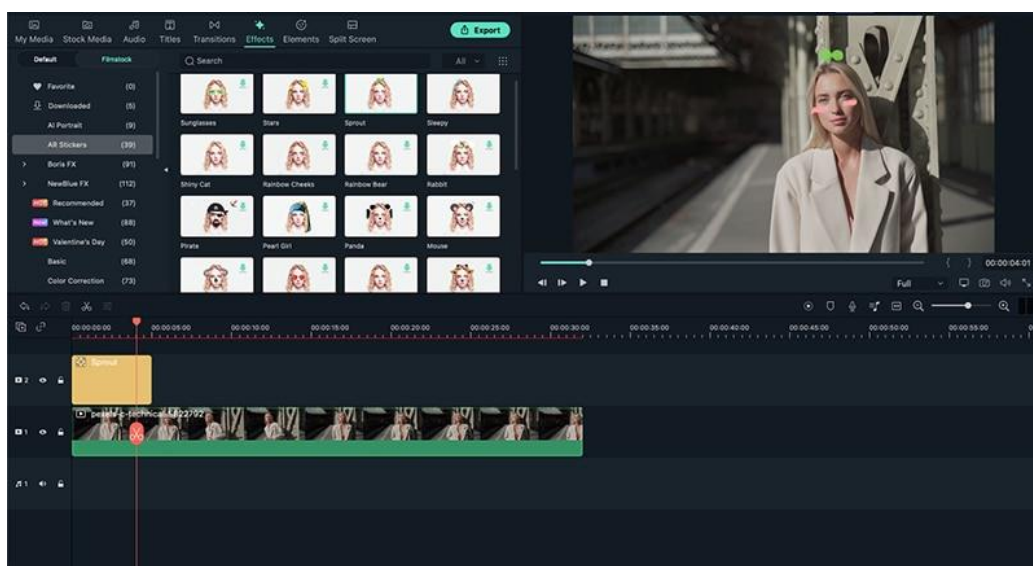 My Media Stock Media Audio Titles Transitions Effects Elements Split Screen
Export
Default Filmstock
Search
All
Favorite (0)
Downloaded (5)
AI Portrait (9)
AR Stickers (39)
Boris FX (91)
NewBlue FX (112)
HOT Recommended (37)
New What's New (88)
HOT Valentine's Day (50)
Basic (68)
Color Correction (73)
Sunglasses Stars Sprout Sleepy
Shiny Cat Rainbow Cheeks Rainbow Bear Rabbit
Pirate Pearl Girl Panda Mouse
00:00:04:01
Full
00:00:00:00 00:00:05:00 00:00:10:00 00:00:15:00 00:00:20:00 00:00:25:00 00:00:30:00 00:00:35:00 00:00:40:00 00:00:45:00 00:00:50:00 00:00:55:00
Sprout
2
1
1